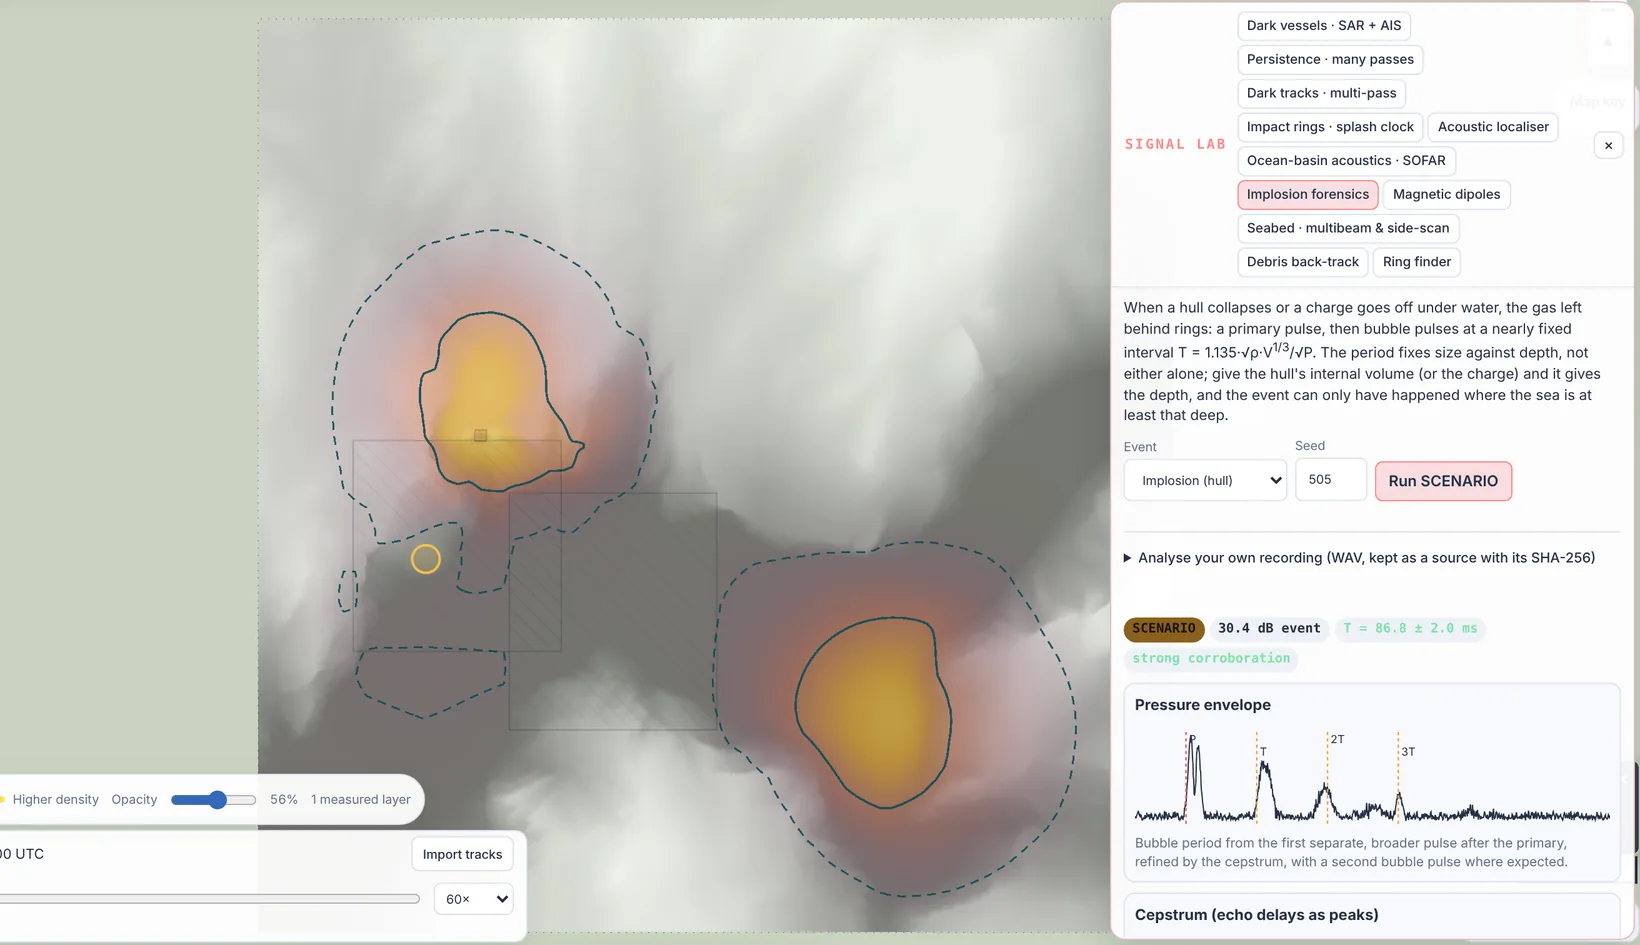 Dark vessels · SAR + AIS
Persistence · many passes
Dark tracks · multi-pass
Map key
Impact rings · splash clock
Acoustic localiser
SIGNAL LAB
×
Ocean-basin acoustics · SOFAR
Implosion forensics
Magnetic dipoles
Seabed · multibeam & side-scan
Debris back-track
Ring finder
When a hull collapses or a charge goes off under water, the gas left
behind rings: a primary pulse, then bubble pulses at a nearly fixed
interval T = 1.135·√ρ·V^1/3/√P. The period fixes size against depth, not
either alone; give the hull's internal volume (or the charge) and it gives
the depth, and the event can only have happened where the sea is at
least that deep.
Event
Seed
Implosion (hull)
505
Run SCENARIO
▶ Analyse your own recording (WAV, kept as a source with its SHA-256)
SCENARIO
30.4 dB event
T = 86.8 ± 2.0 ms
strong corroboration
Pressure envelope
P
T
2T
3T
Bubble period from the first separate, broader pulse after the primary,
refined by the cepstrum, with a second bubble pulse where expected.
Cepstrum (echo delays as peaks)
Higher density
Opacity
56%
1 measured layer
00 UTC
Import tracks
60×